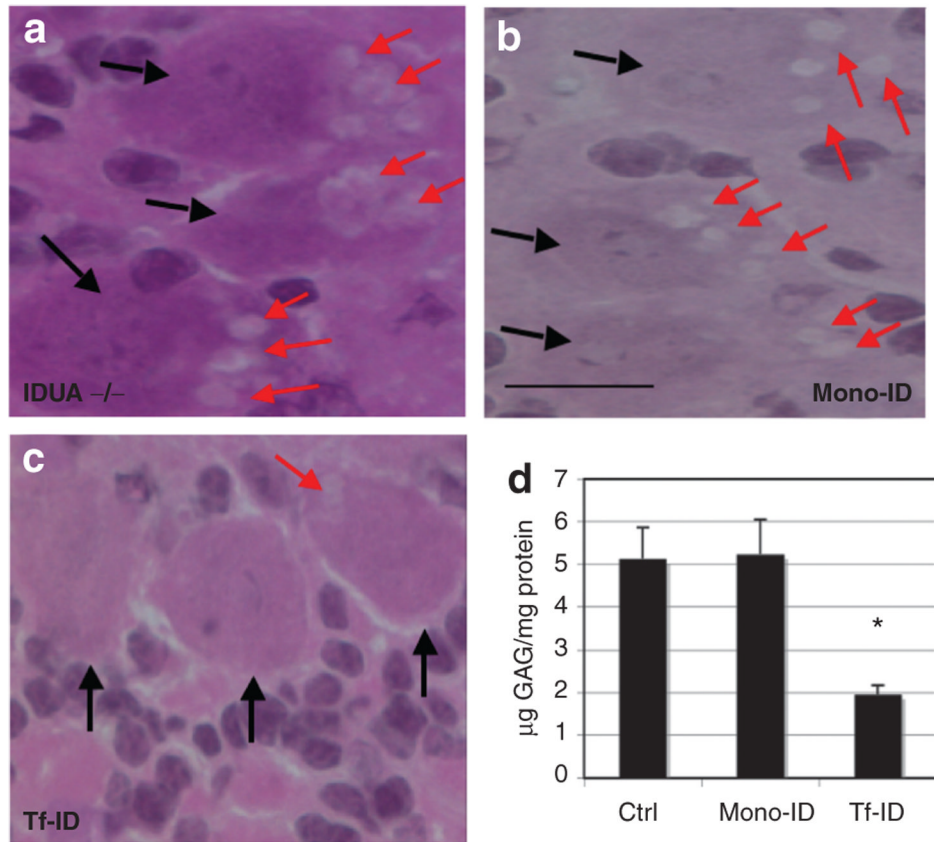 a
IDUA –/–
b
Mono-ID
c
Tf-ID
d
µg GAG/mg protein
7
6
5
4
3
2
1
0
*
Ctrl
Mono-ID
Tf-ID